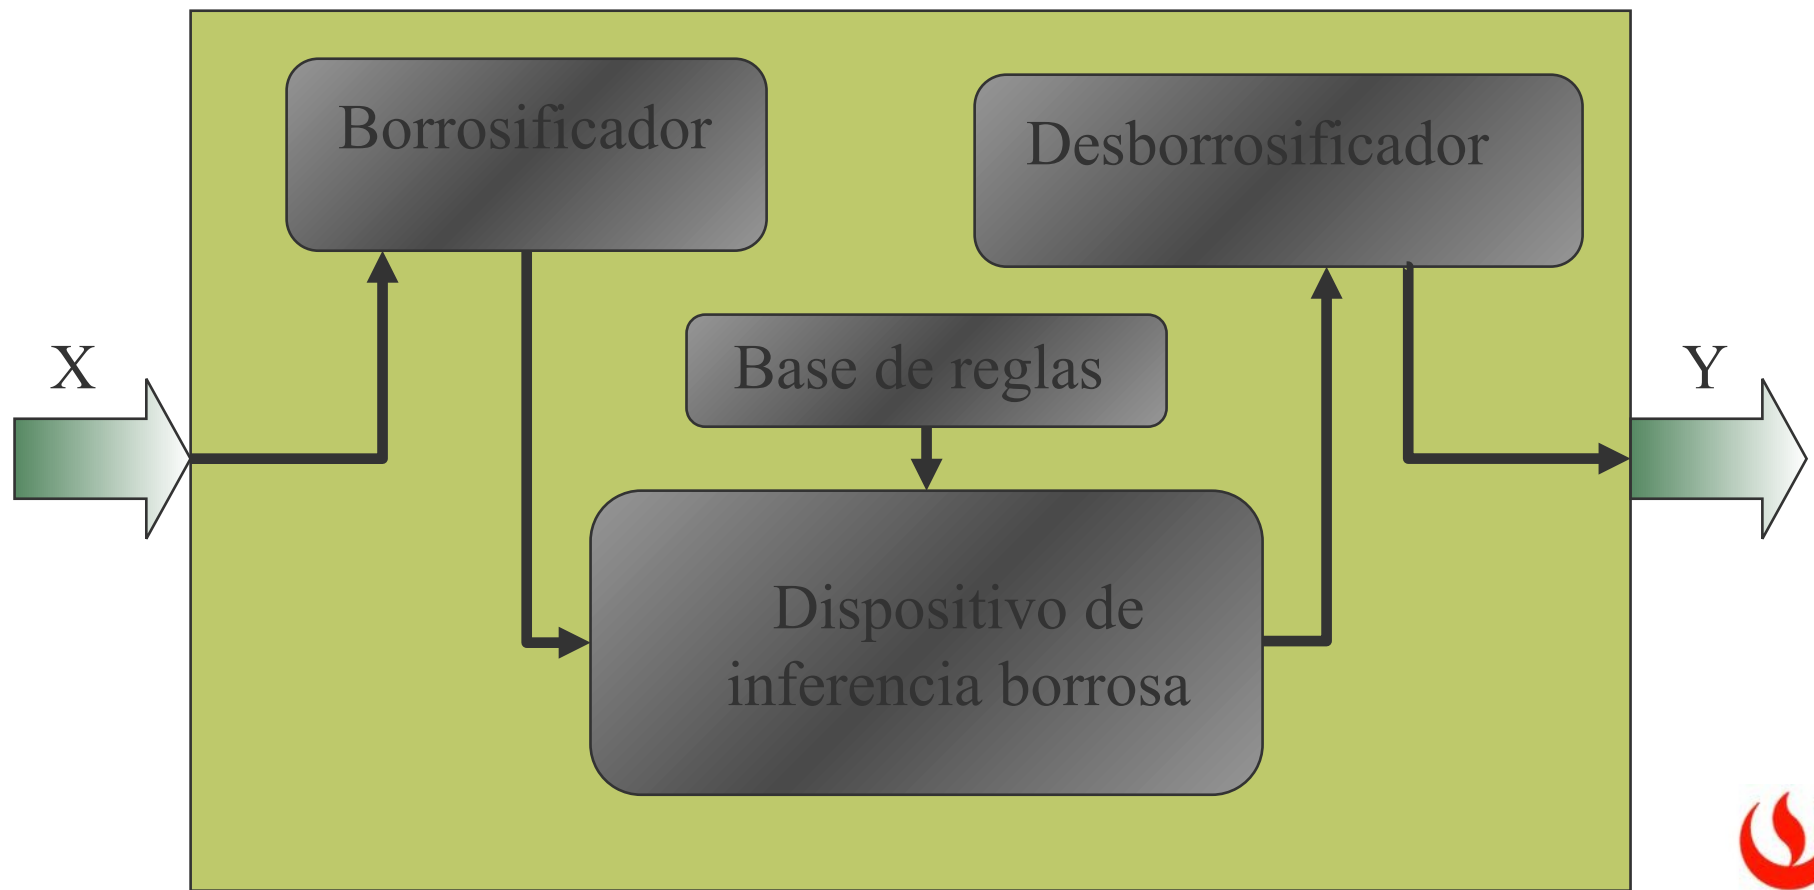 Borrosificador
Desborrosificador
X
Base de reglas
Y
Dispositivo de
inferencia borrosa